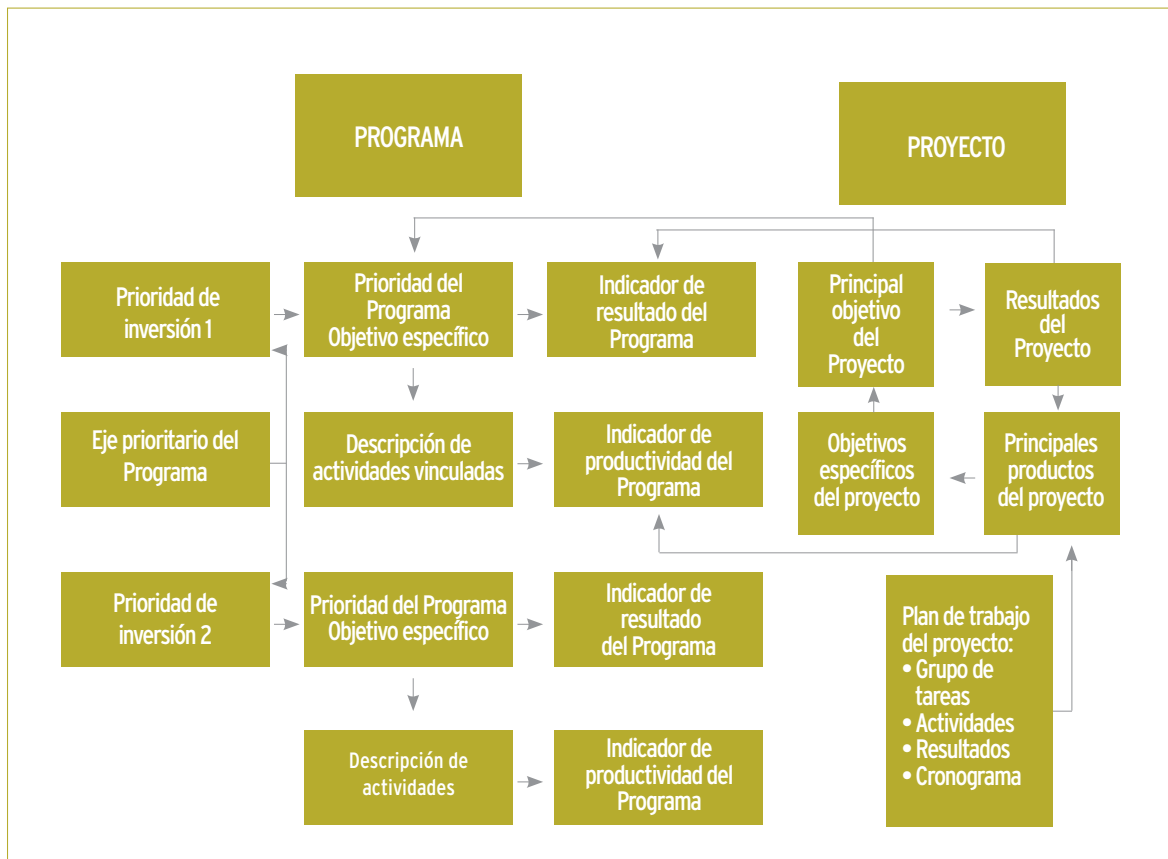 PROGRAMA
PROYECTO
Prioridad de
inversión 1
Prioridad del
Programa
Objetivo específico
Indicador de
resultado del
Programa
Principal
objetivo
del
Proyecto
Resultados
del
Proyecto
Eje prioritario del
Programa
Descripción de
actividades vinculadas
Indicador de
productividad del
Programa
Objetivos
específicos
del proyecto
Principales
productos
del proyecto
Prioridad de
inversión 2
Prioridad del Programa
Objetivo específico
Indicador de
resultado
del Programa
Plan de trabajo
del proyecto:
• Grupo de
tareas
• Actividades
• Resultados
• Cronograma
Descripción de
actividades
Indicador de
productividad del
Programa